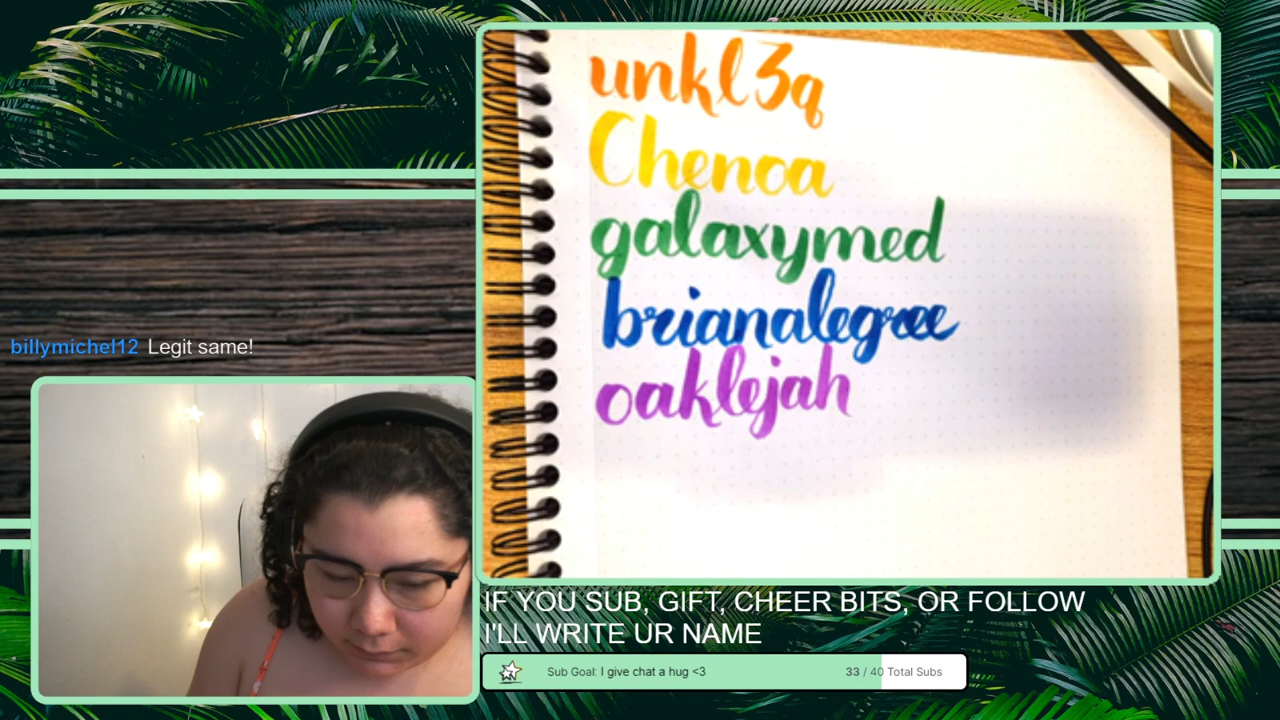 unkl3q
Chenoa
galaxymed
brianalegree
oaklejah
billymichel12 Legit same!
IF YOU SUB, GIFT, CHEER BITS, OR FOLLOW
I'LL WRITE UR NAME
Sub Goal: I give chat a hug <3 33 / 40 Total Subs